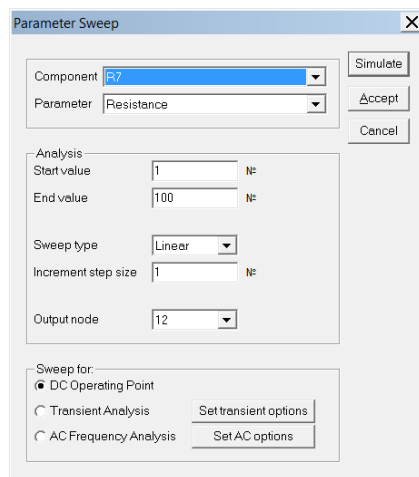 Parameter Sweep
Component R7
Simulate
Parameter Resistance
Accept
Cancel
Analysis
Start value 1 №
End value 100 №
Sweep type Linear
Increment step size 1 №
Output node 12
Sweep for:
DC Operating Point
Transient Analysis Set transient options
AC Frequency Analysis Set AC options